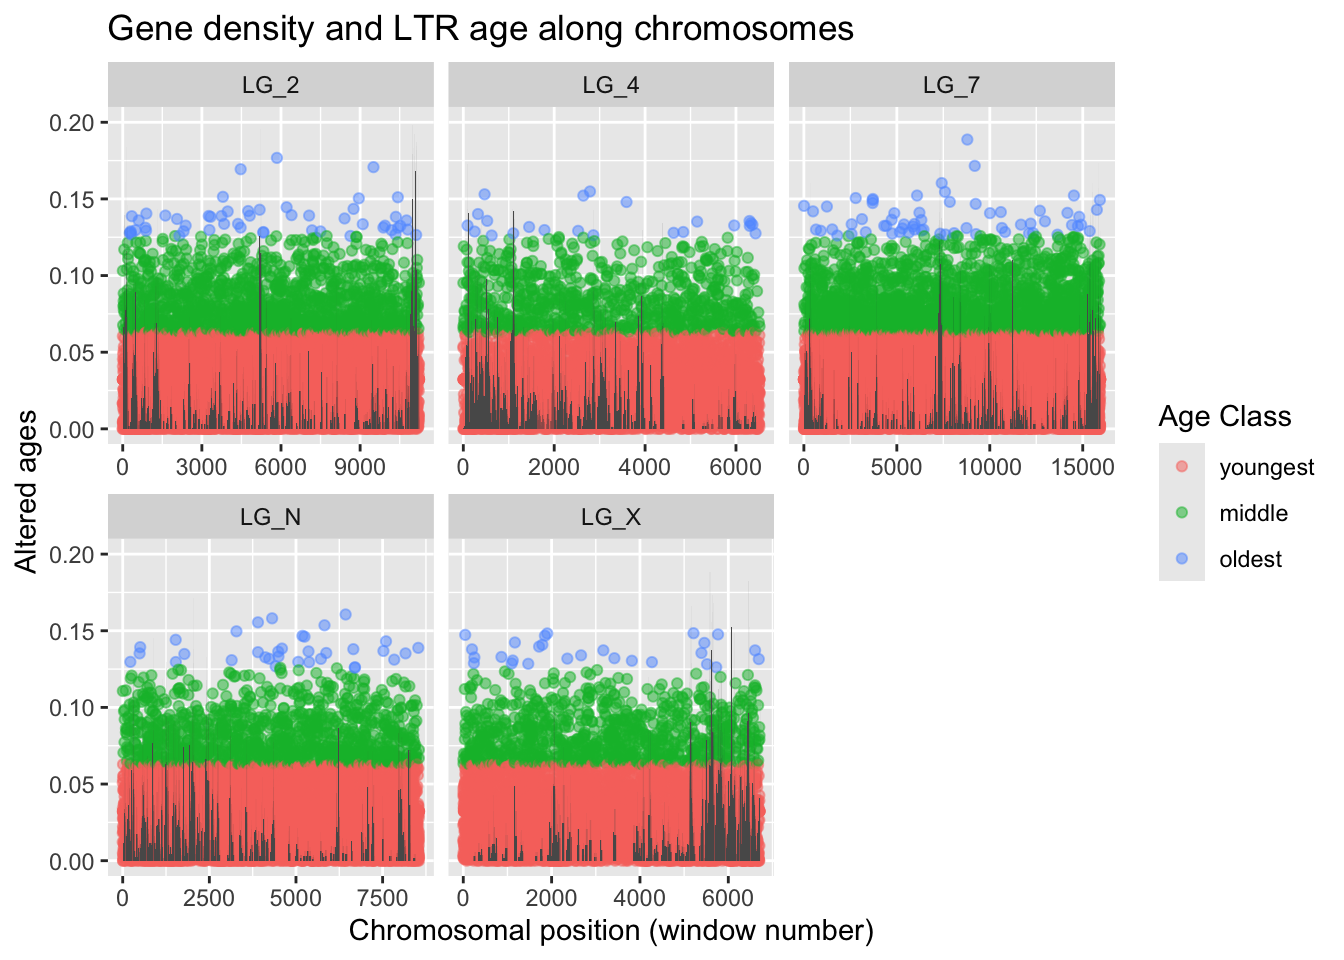 Gene density and LTR age along chromosomes
LG_2 LG_4 LG_7
0.20
0.15
0.10
0.05
0.00
0 3000 6000 9000 0 2000 4000 6000 0 5000 10000 15000
LG_N LG_X
0.20
0.15
0.10
0.05
0.00
0 2500 5000 7500 0 2000 4000 6000
Altered ages
Chromosomal position (window number)
Age Class
youngest
middle
oldest